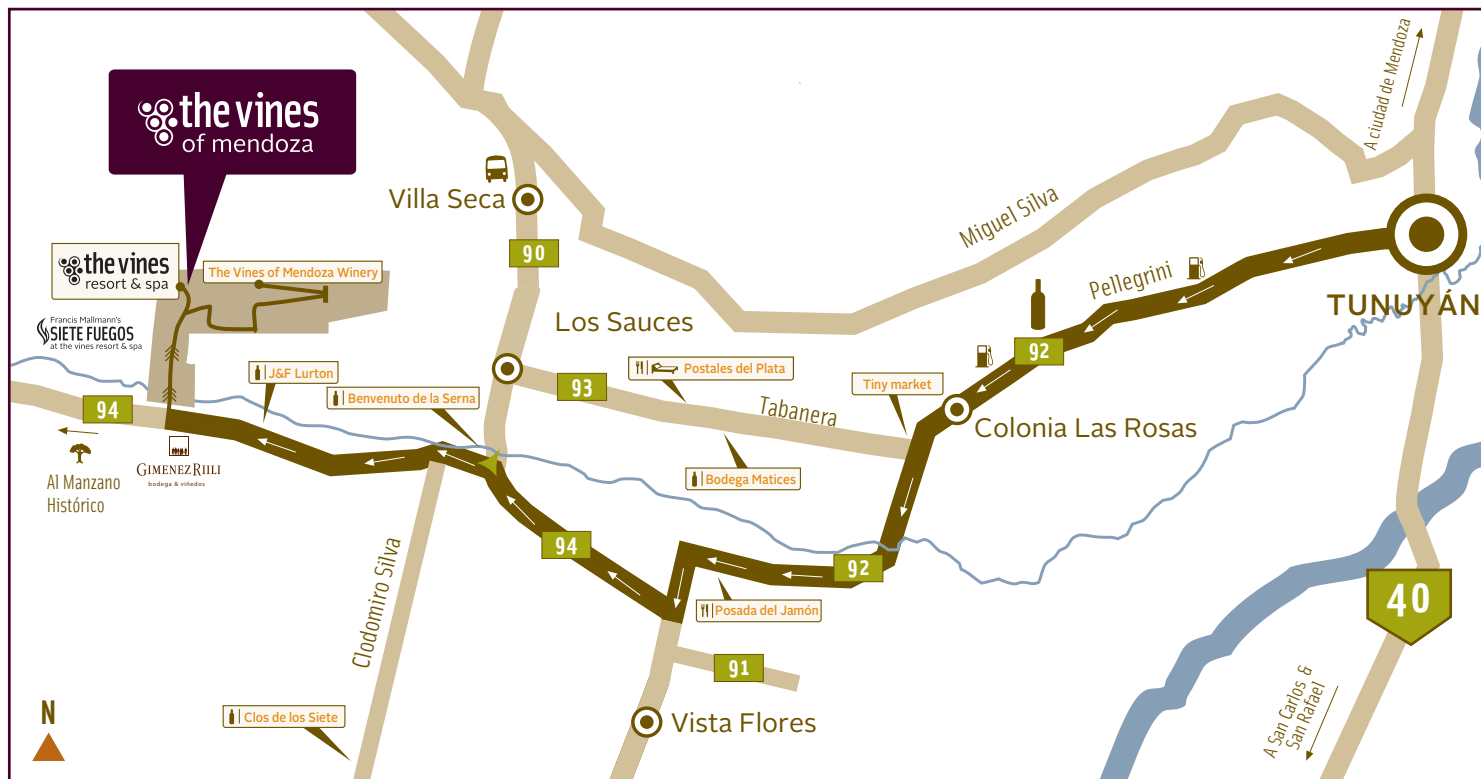 the vines
of mendoza
A ciudad de Mendoza
Villa Seca
90
Miguel Silva
the vines
resort & spa
The Vines of Mendoza Winery
Pellegrini
TUNUYÁN
Francis Mallmann's
SIETE FUEGOS
at the vines resort & spa
Los Sauces
92
J&F Lurton
Postales del Plata
93
Tiny market
Benvenuto de la Serna
Tabanera
94
Colonia Las Rosas
GIMENEZ RIILI
bodega & viñedos
Al Manzano
Histórico
Bodega Matices
94
92
Clodomiro Silva
Posada del Jamón
40
91
N
Clos de los Siete
Vista Flores
A San Carlos &
San Rafael